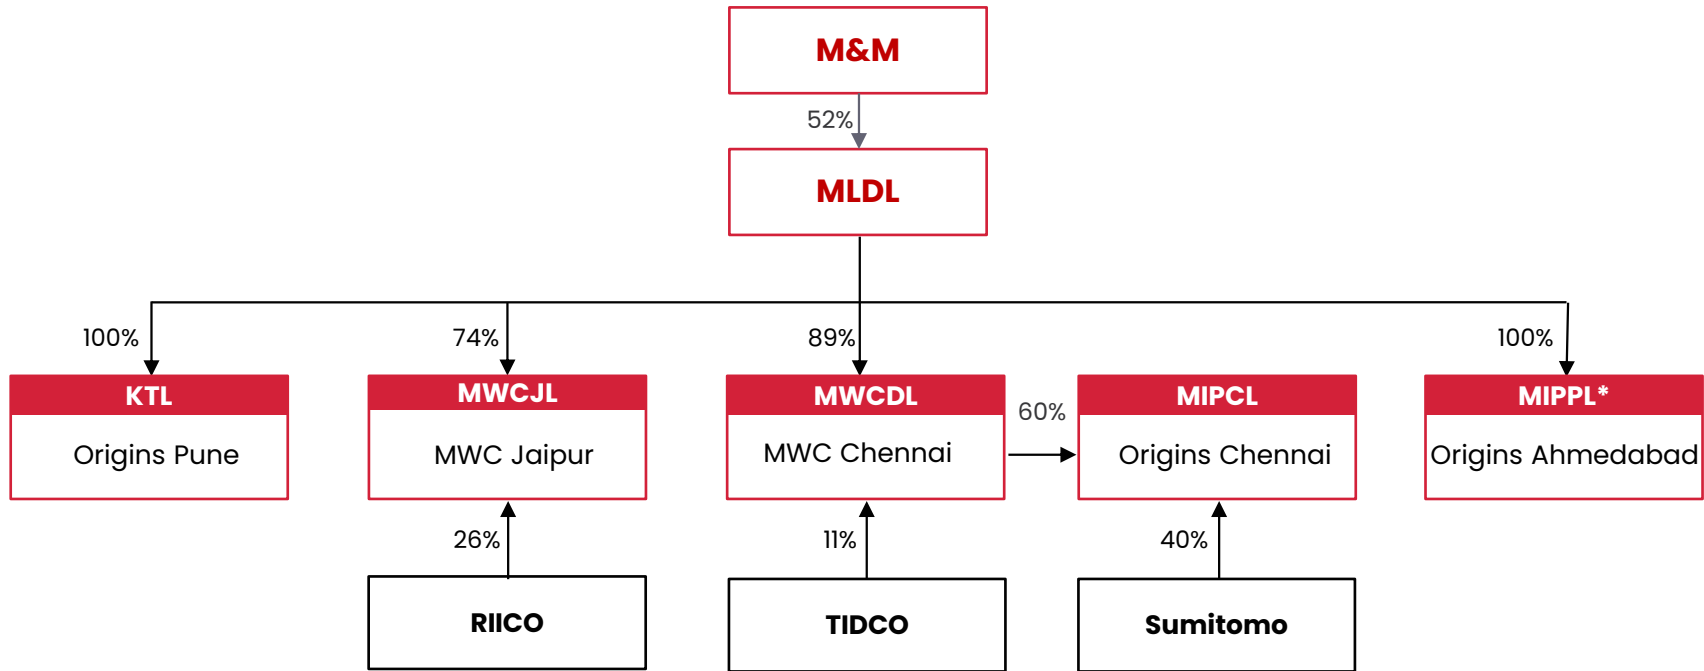 M&M
52%
MLDL
100%
74%
89%
100%
KTL
Origins Pune
MWCJL
MWC Jaipur
MWCDL
MWC Chennai
60%
MIPCL
Origins Chennai
MIPPL*
Origins Ahmedabad
26%
11%
40%
RIICO
TIDCO
Sumitomo